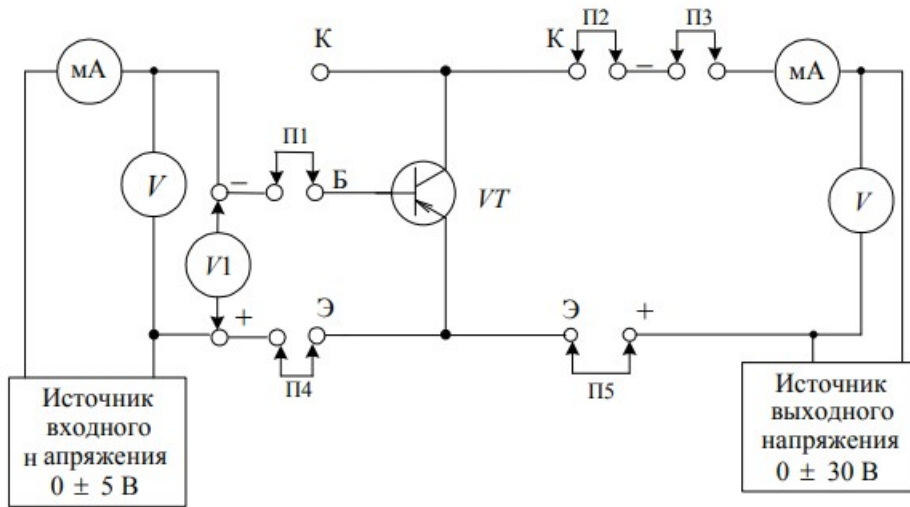 К
К
П2
П3
мА
–
мА
П1
V
–
Б
VT
V
V1
+
Э
Э
+
П4
П5
Источник
входного
н апряжения
0 ± 5 В
Источник
выходного
напряжения
0 ± 30 В